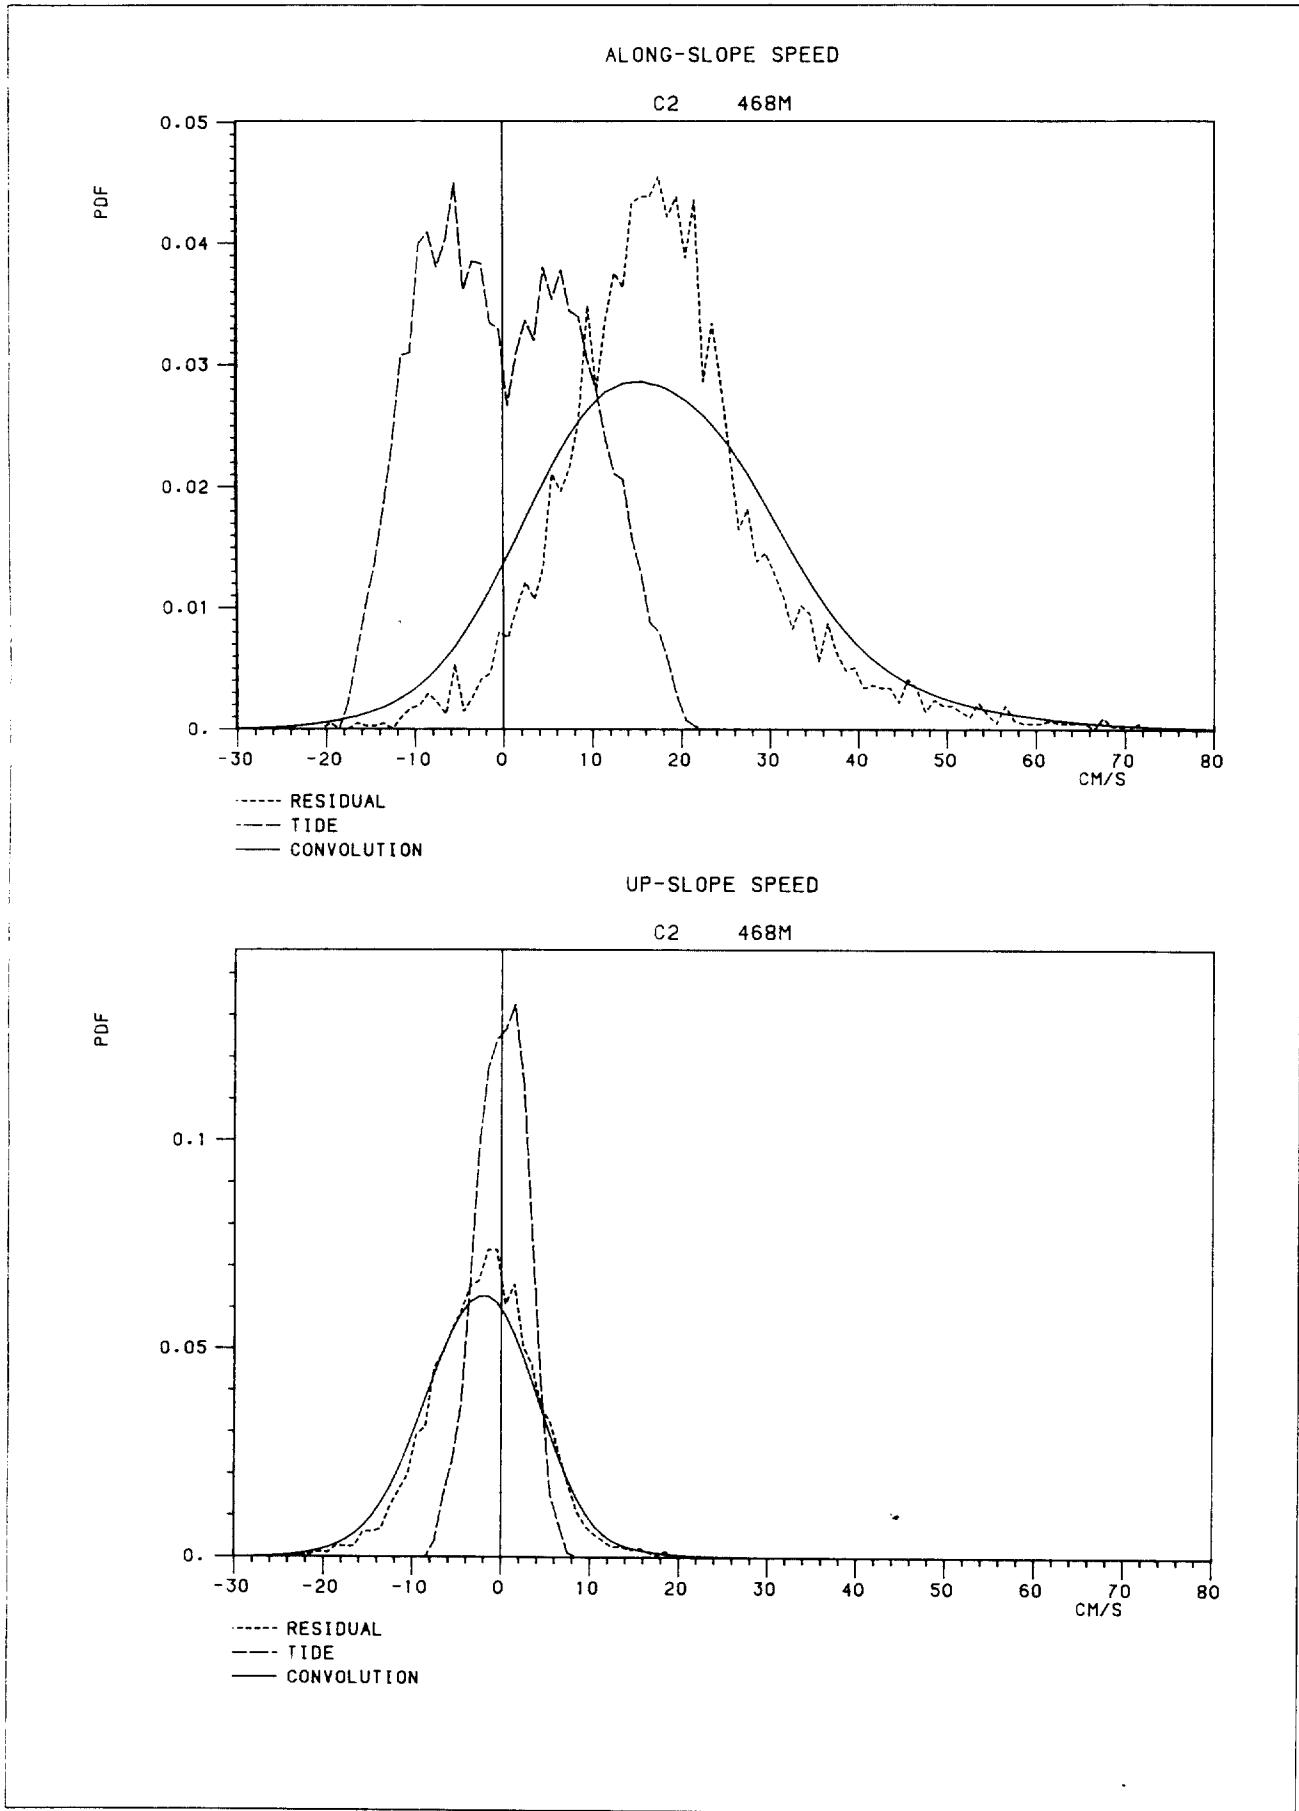 ALONG-SLOPE SPEED
C2 468M
PDF
0.05
0.04
0.03
0.02
0.01
0.
-30 -20 -10 0 10 20 30 40 50 60 70 80
CM/S
RESIDUAL
TIDE
CONVOLUTION
UP-SLOPE SPEED
C2 468M
PDF
0.1
0.05
0.
-30 -20 -10 0 10 20 30 40 50 60 70 80
CM/S
RESIDUAL
TIDE
CONVOLUTION